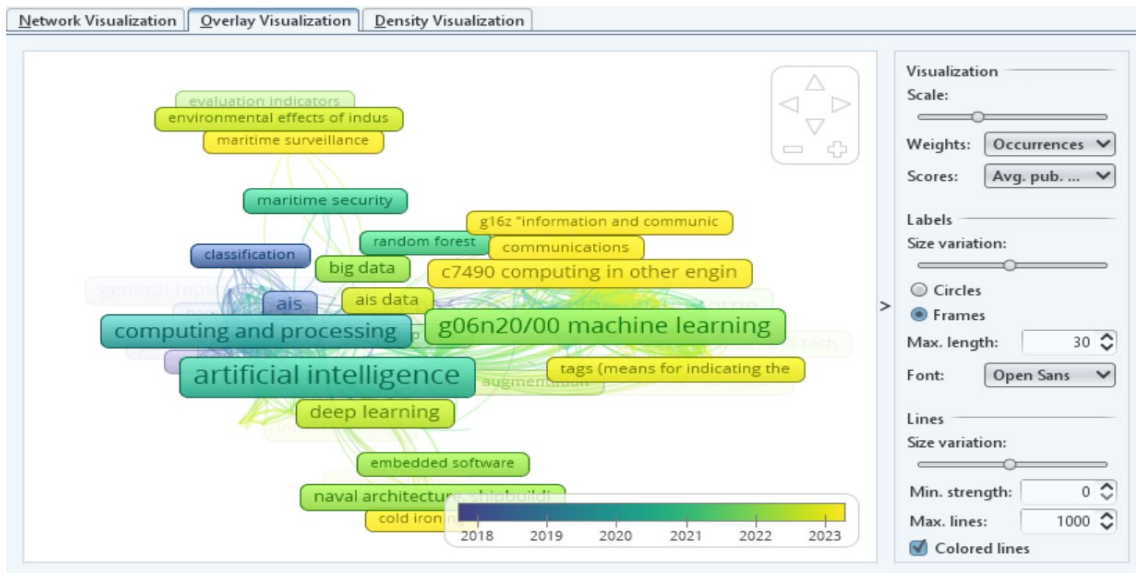 Network Visualization
Overlay Visualization
Density Visualization
evaluation indicators
environmental effects of indus
maritime surveillance
maritime security
g16z "information and communic
random forest
communications
classification
big data
c7490 computing in other engin
general topi
ais
ais data
computing and processing
g06n20/00 machine learning
tags (means for indicating the
artificial intelligence
augmentation
deep learning
embedded software
naval architecture, shipbuildi
cold ironing
2018
2019
2020
2021
2022
2023
>
Visualization
Scale:
Weights: Occurrences
Scores: Avg. pub. ...
Labels
Size variation:
Circles
Frames
Max. length: 30
Font: Open Sans
Lines
Size variation:
Min. strength: 0
Max. lines: 1000
Colored lines